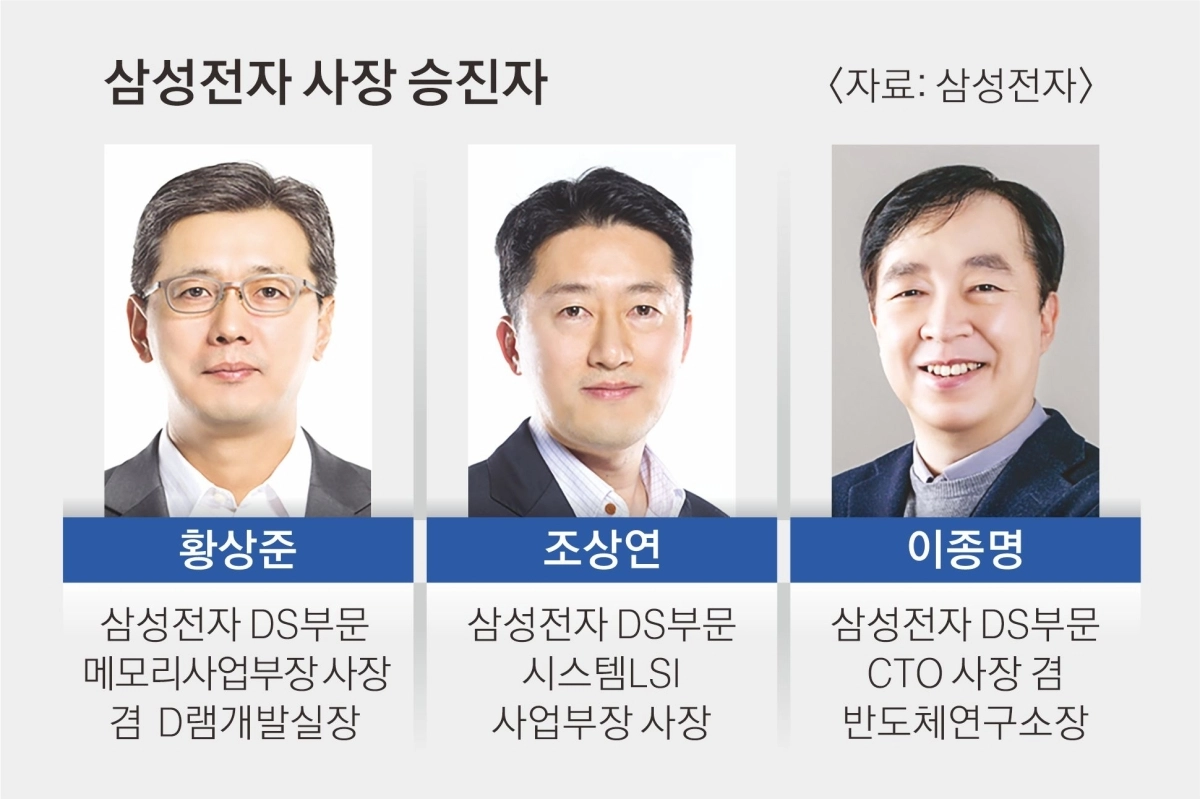 삼성전자 사장 승진자
〈자료: 삼성전자〉
황상준
삼성전자 DS부문
메모리사업부장 사장
겸 D램개발실장
조상연
삼성전자 DS부문
시스템LSI
사업부장 사장
이종명
삼성전자 DS부문
CTO 사장 겸
반도체연구소장